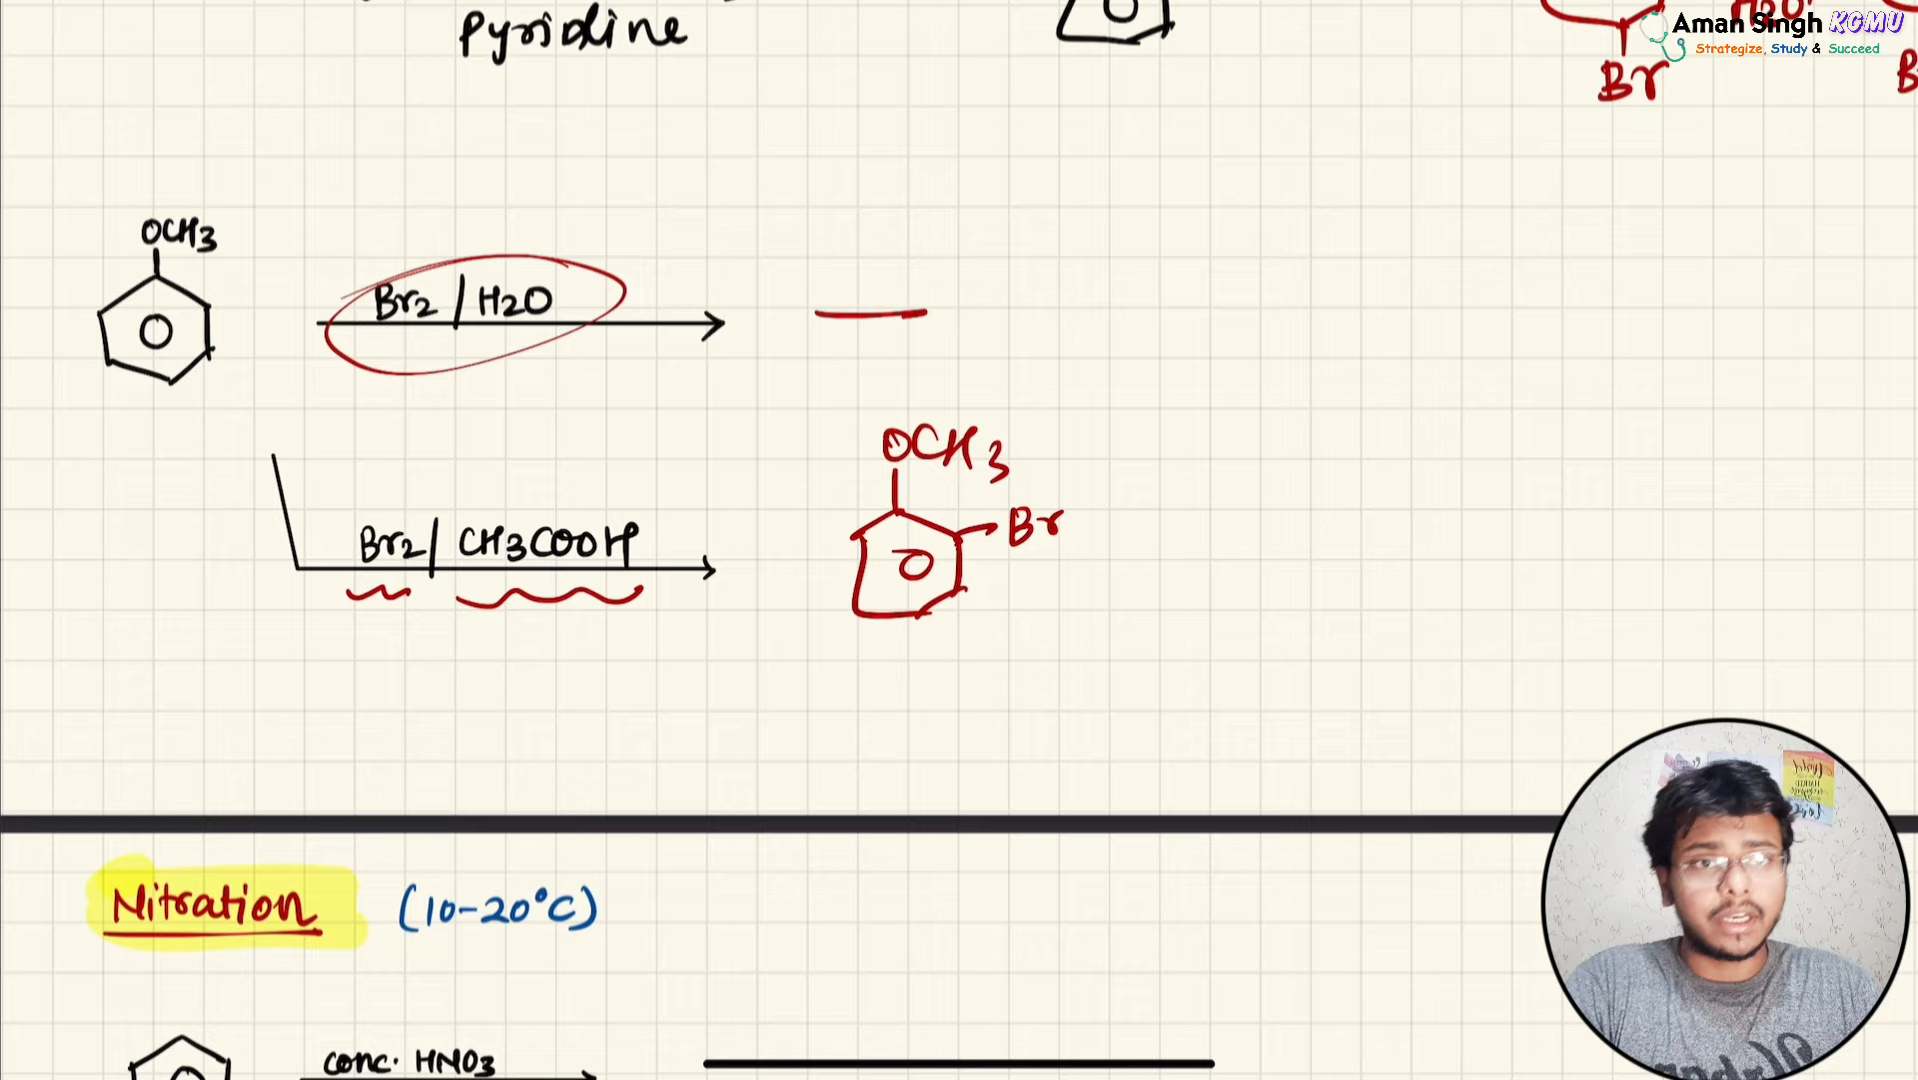 Pyridine
Aman Singh KGMU
Strategize, Study & Succeed
Br
OCH3
Br2 / H2O
OCH3
Br
Br2 / CH3COOH
Nitration (10-20°C)
conc. HNO3